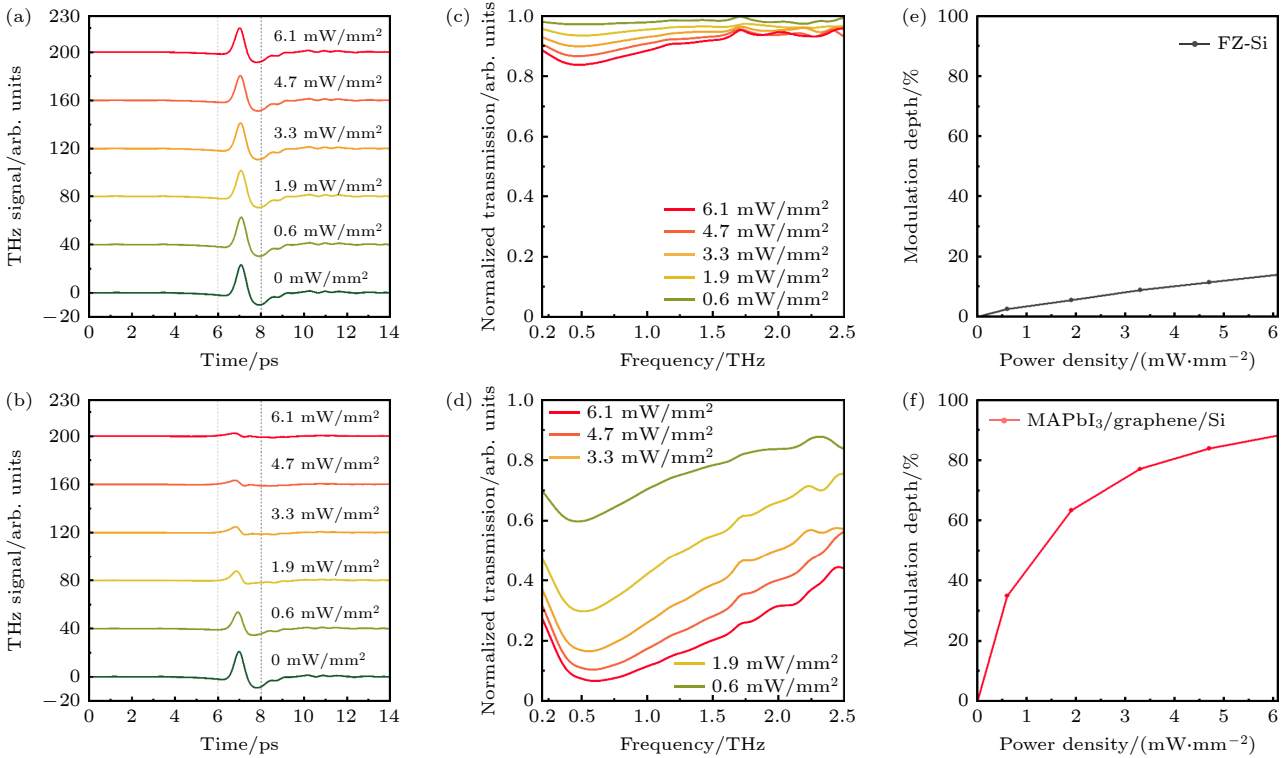 (a)
230
200
160
120
80
40
0
−20
THz signal/arb. units
6.1 mW/mm²
4.7 mW/mm²
3.3 mW/mm²
1.9 mW/mm²
0.6 mW/mm²
0 mW/mm²
0 2 4 6 8 10 12 14
Time/ps
(c)
1.0
0.8
0.6
0.4
0.2
0
Normalized transmission/arb. units
6.1 mW/mm²
4.7 mW/mm²
3.3 mW/mm²
1.9 mW/mm²
0.6 mW/mm²
0.2 0.5 1.0 1.5 2.0 2.5
Frequency/THz
(e)
100
80
60
40
20
0
Modulation depth/%
FZ-Si
0 1 2 3 4 5 6
Power density/(mW·mm⁻²)
(b)
230
200
160
120
80
40
0
−20
THz signal/arb. units
6.1 mW/mm²
4.7 mW/mm²
3.3 mW/mm²
1.9 mW/mm²
0.6 mW/mm²
0 mW/mm²
0 2 4 6 8 10 12 14
Time/ps
(d)
1.0
0.8
0.6
0.4
0.2
0
Normalized transmission/arb. units
6.1 mW/mm²
4.7 mW/mm²
3.3 mW/mm²
1.9 mW/mm²
0.6 mW/mm²
0.2 0.5 1.0 1.5 2.0 2.5
Frequency/THz
(f)
100
80
60
40
20
0
Modulation depth/%
MAPbI₃/graphene/Si
0 1 2 3 4 5 6
Power density/(mW·mm⁻²)